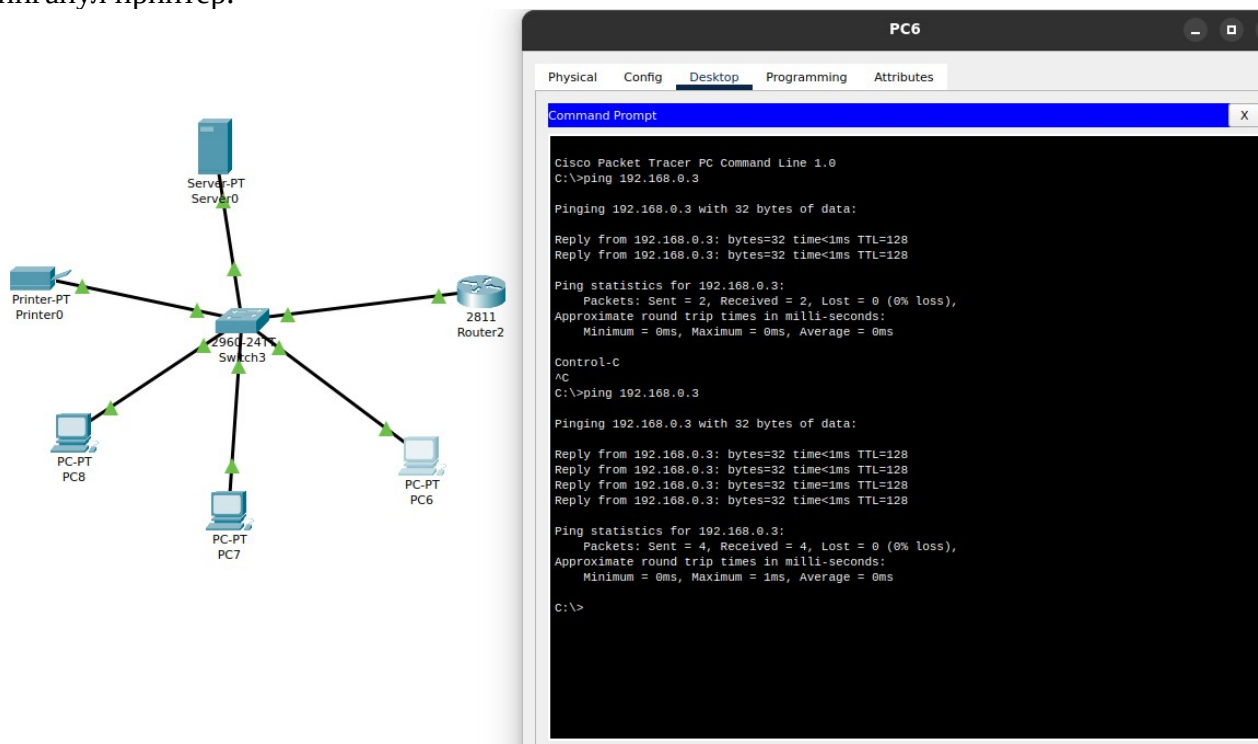 принтер.
Server-PT
Server0
Printer-PT
Printer0
2960-24TT
Switch3
2811
Router2
PC-PT
PC8
PC-PT
PC7
PC-PT
PC6
PC6
Physical Config Desktop Programming Attributes
Command Prompt
X
Cisco Packet Tracer PC Command Line 1.0
C:\>ping 192.168.0.3
Pinging 192.168.0.3 with 32 bytes of data:
Reply from 192.168.0.3: bytes=32 time<1ms TTL=128
Reply from 192.168.0.3: bytes=32 time<1ms TTL=128
Ping statistics for 192.168.0.3:
Packets: Sent = 2, Received = 2, Lost = 0 (0% loss),
Approximate round trip times in milli-seconds:
Minimum = 0ms, Maximum = 0ms, Average = 0ms
Control-C
^C
C:\>ping 192.168.0.3
Pinging 192.168.0.3 with 32 bytes of data:
Reply from 192.168.0.3: bytes=32 time<1ms TTL=128
Reply from 192.168.0.3: bytes=32 time<1ms TTL=128
Reply from 192.168.0.3: bytes=32 time=1ms TTL=128
Reply from 192.168.0.3: bytes=32 time<1ms TTL=128
Ping statistics for 192.168.0.3:
Packets: Sent = 4, Received = 4, Lost = 0 (0% loss),
Approximate round trip times in milli-seconds:
Minimum = 0ms, Maximum = 1ms, Average = 0ms
C:\>